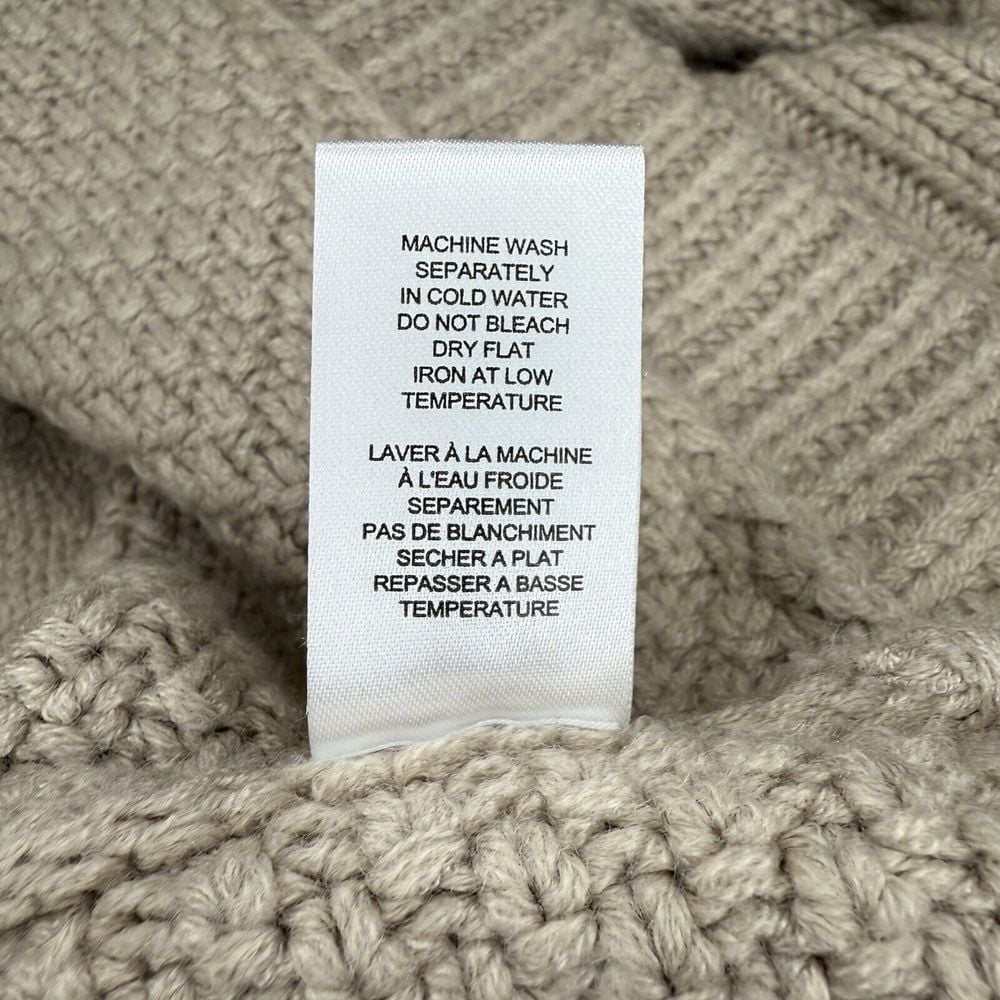 MACHINE WASH
SEPARATELY
IN COLD WATER
DO NOT BLEACH
DRY FLAT
IRON AT LOW
TEMPERATURE
LAVER À LA MACHINE
À L'EAU FROIDE
SEPAREMENT
PAS DE BLANCHIMENT
SECHER A PLAT
REPASSER A BASSE
TEMPERATURE